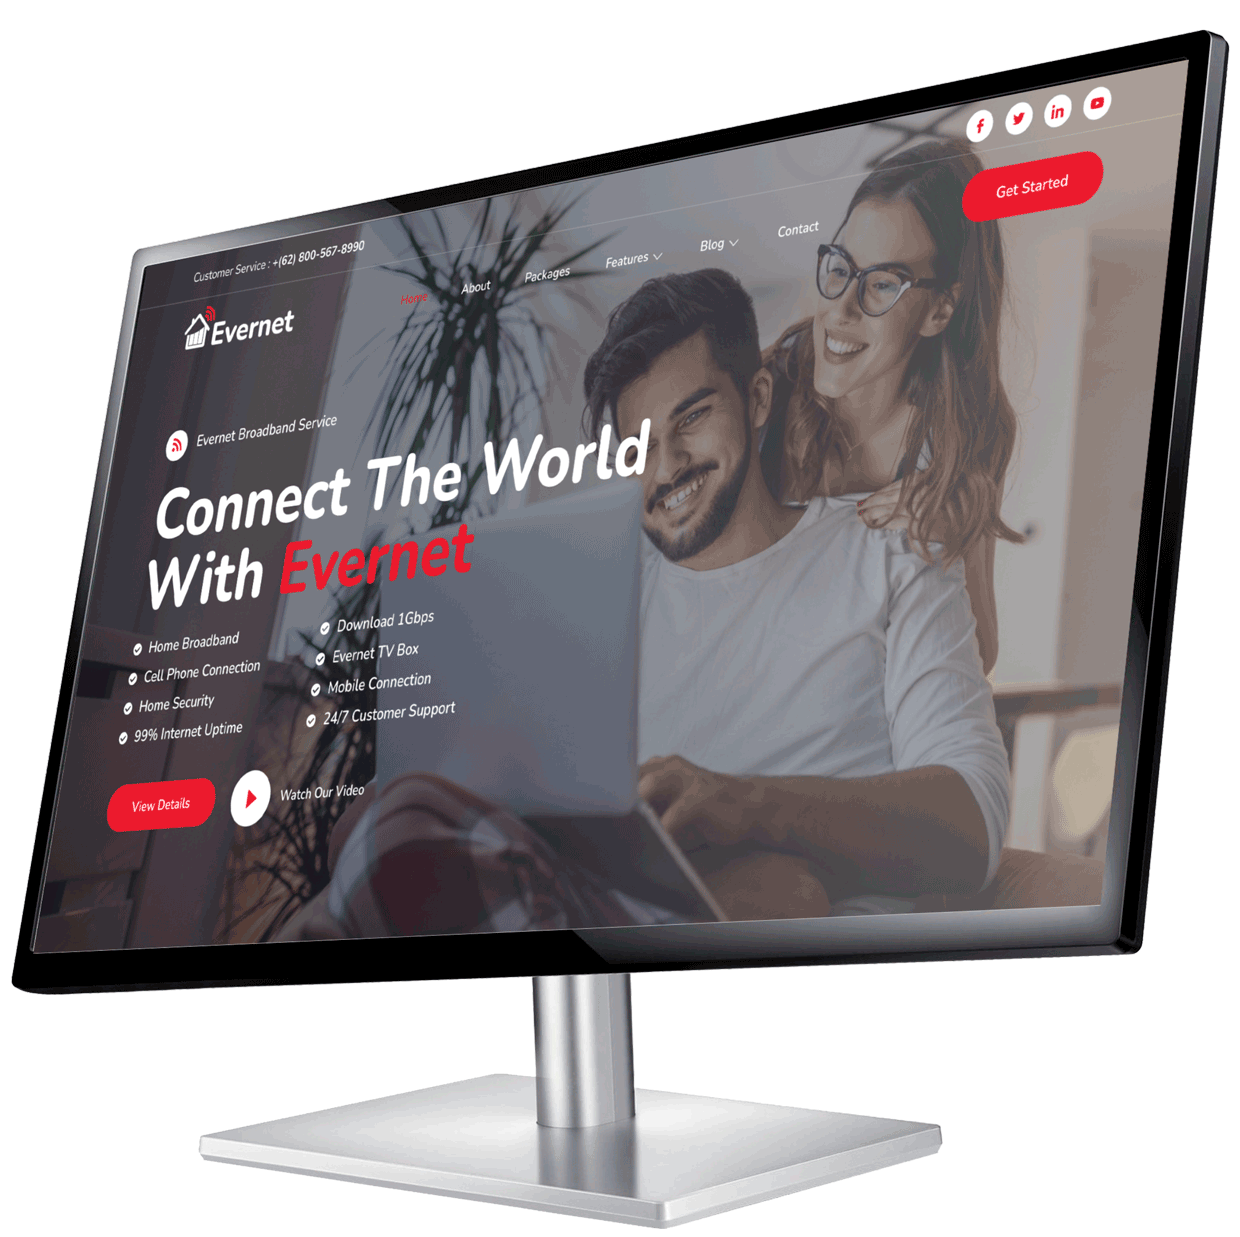 Customer Service : +(62) 800-567-8990
Evernet
Home About Packages Features Blog Contact
Get Started
Evernet Broadband Service
Connect The World
With Evernet
Home Broadband
Cell Phone Connection
Home Security
99% Internet Uptime
Download 1Gbps
Evernet TV Box
Mobile Connection
24/7 Customer Support
View Details
Watch Our Video